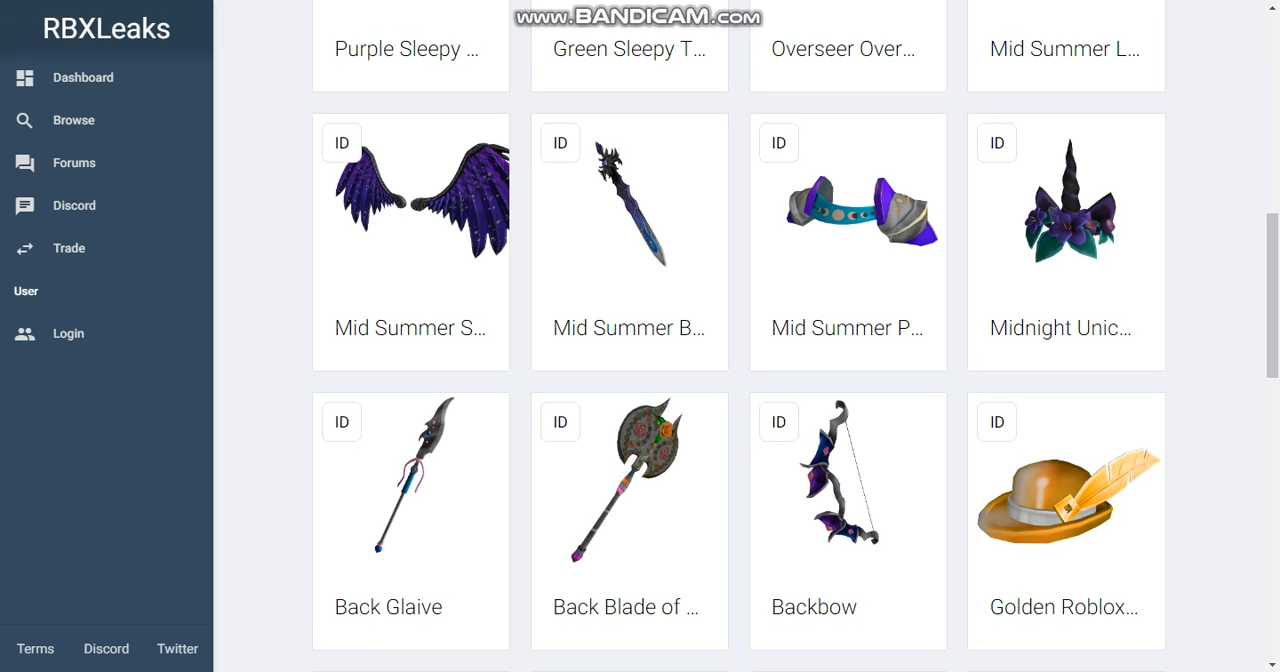 www.BANDICAM.com
RBXLeaks
Dashboard
Browse
Forums
Discord
Trade
User
Login
Terms Discord Twitter
Purple Sleepy ...
Green Sleepy T...
Overseer Over...
Mid Summer L...
ID
Mid Summer S...
ID
Mid Summer B...
ID
Mid Summer P...
ID
Midnight Unic...
ID
Back Glaive
ID
Back Blade of ...
ID
Backbow
ID
Golden Roblox...